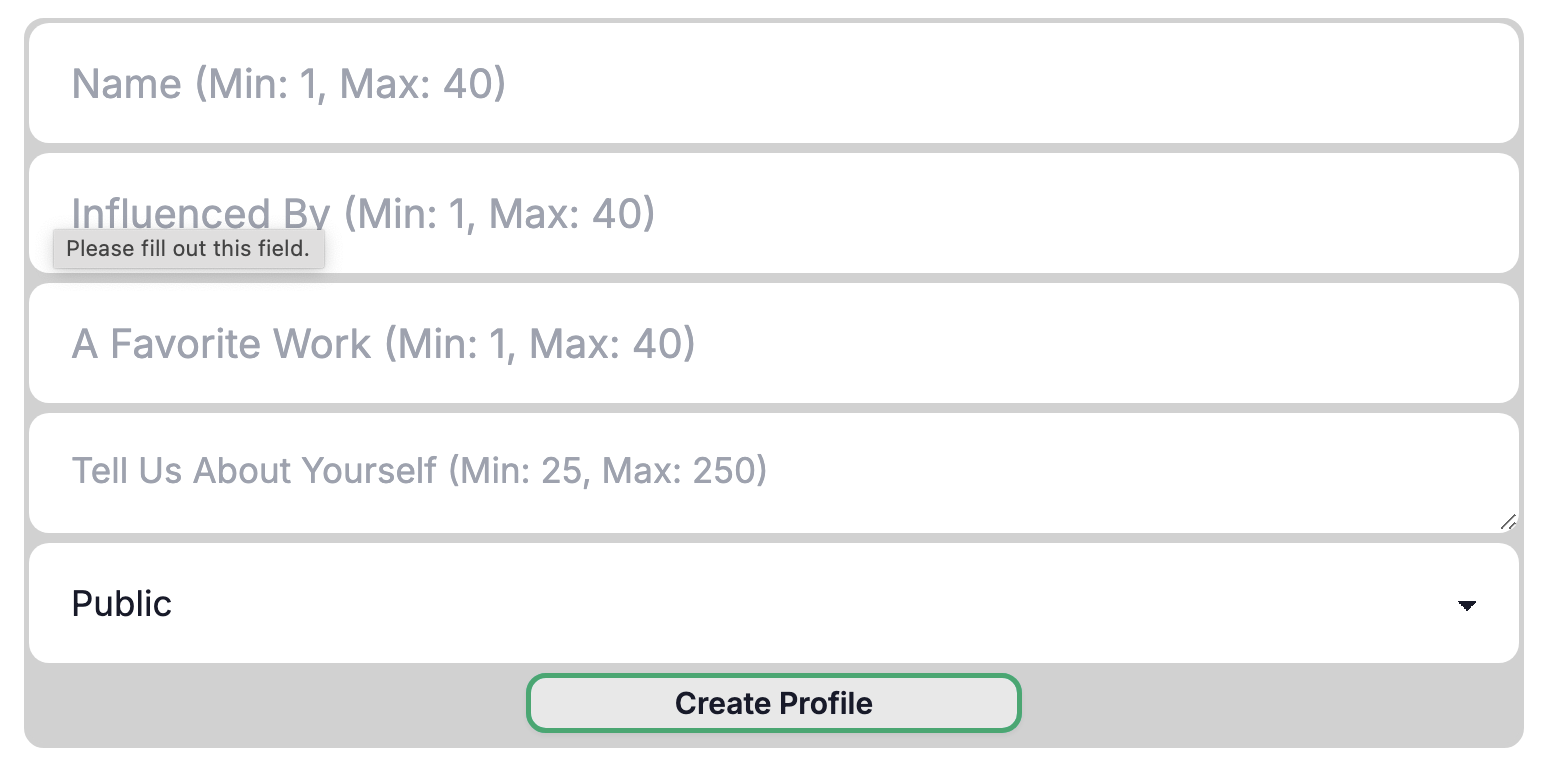 Name (Min: 1, Max: 40)
Influenced By (Min: 1, Max: 40)
Please fill out this field.
A Favorite Work (Min: 1, Max: 40)
Tell Us About Yourself (Min: 25, Max: 250)
Public
Create Profile